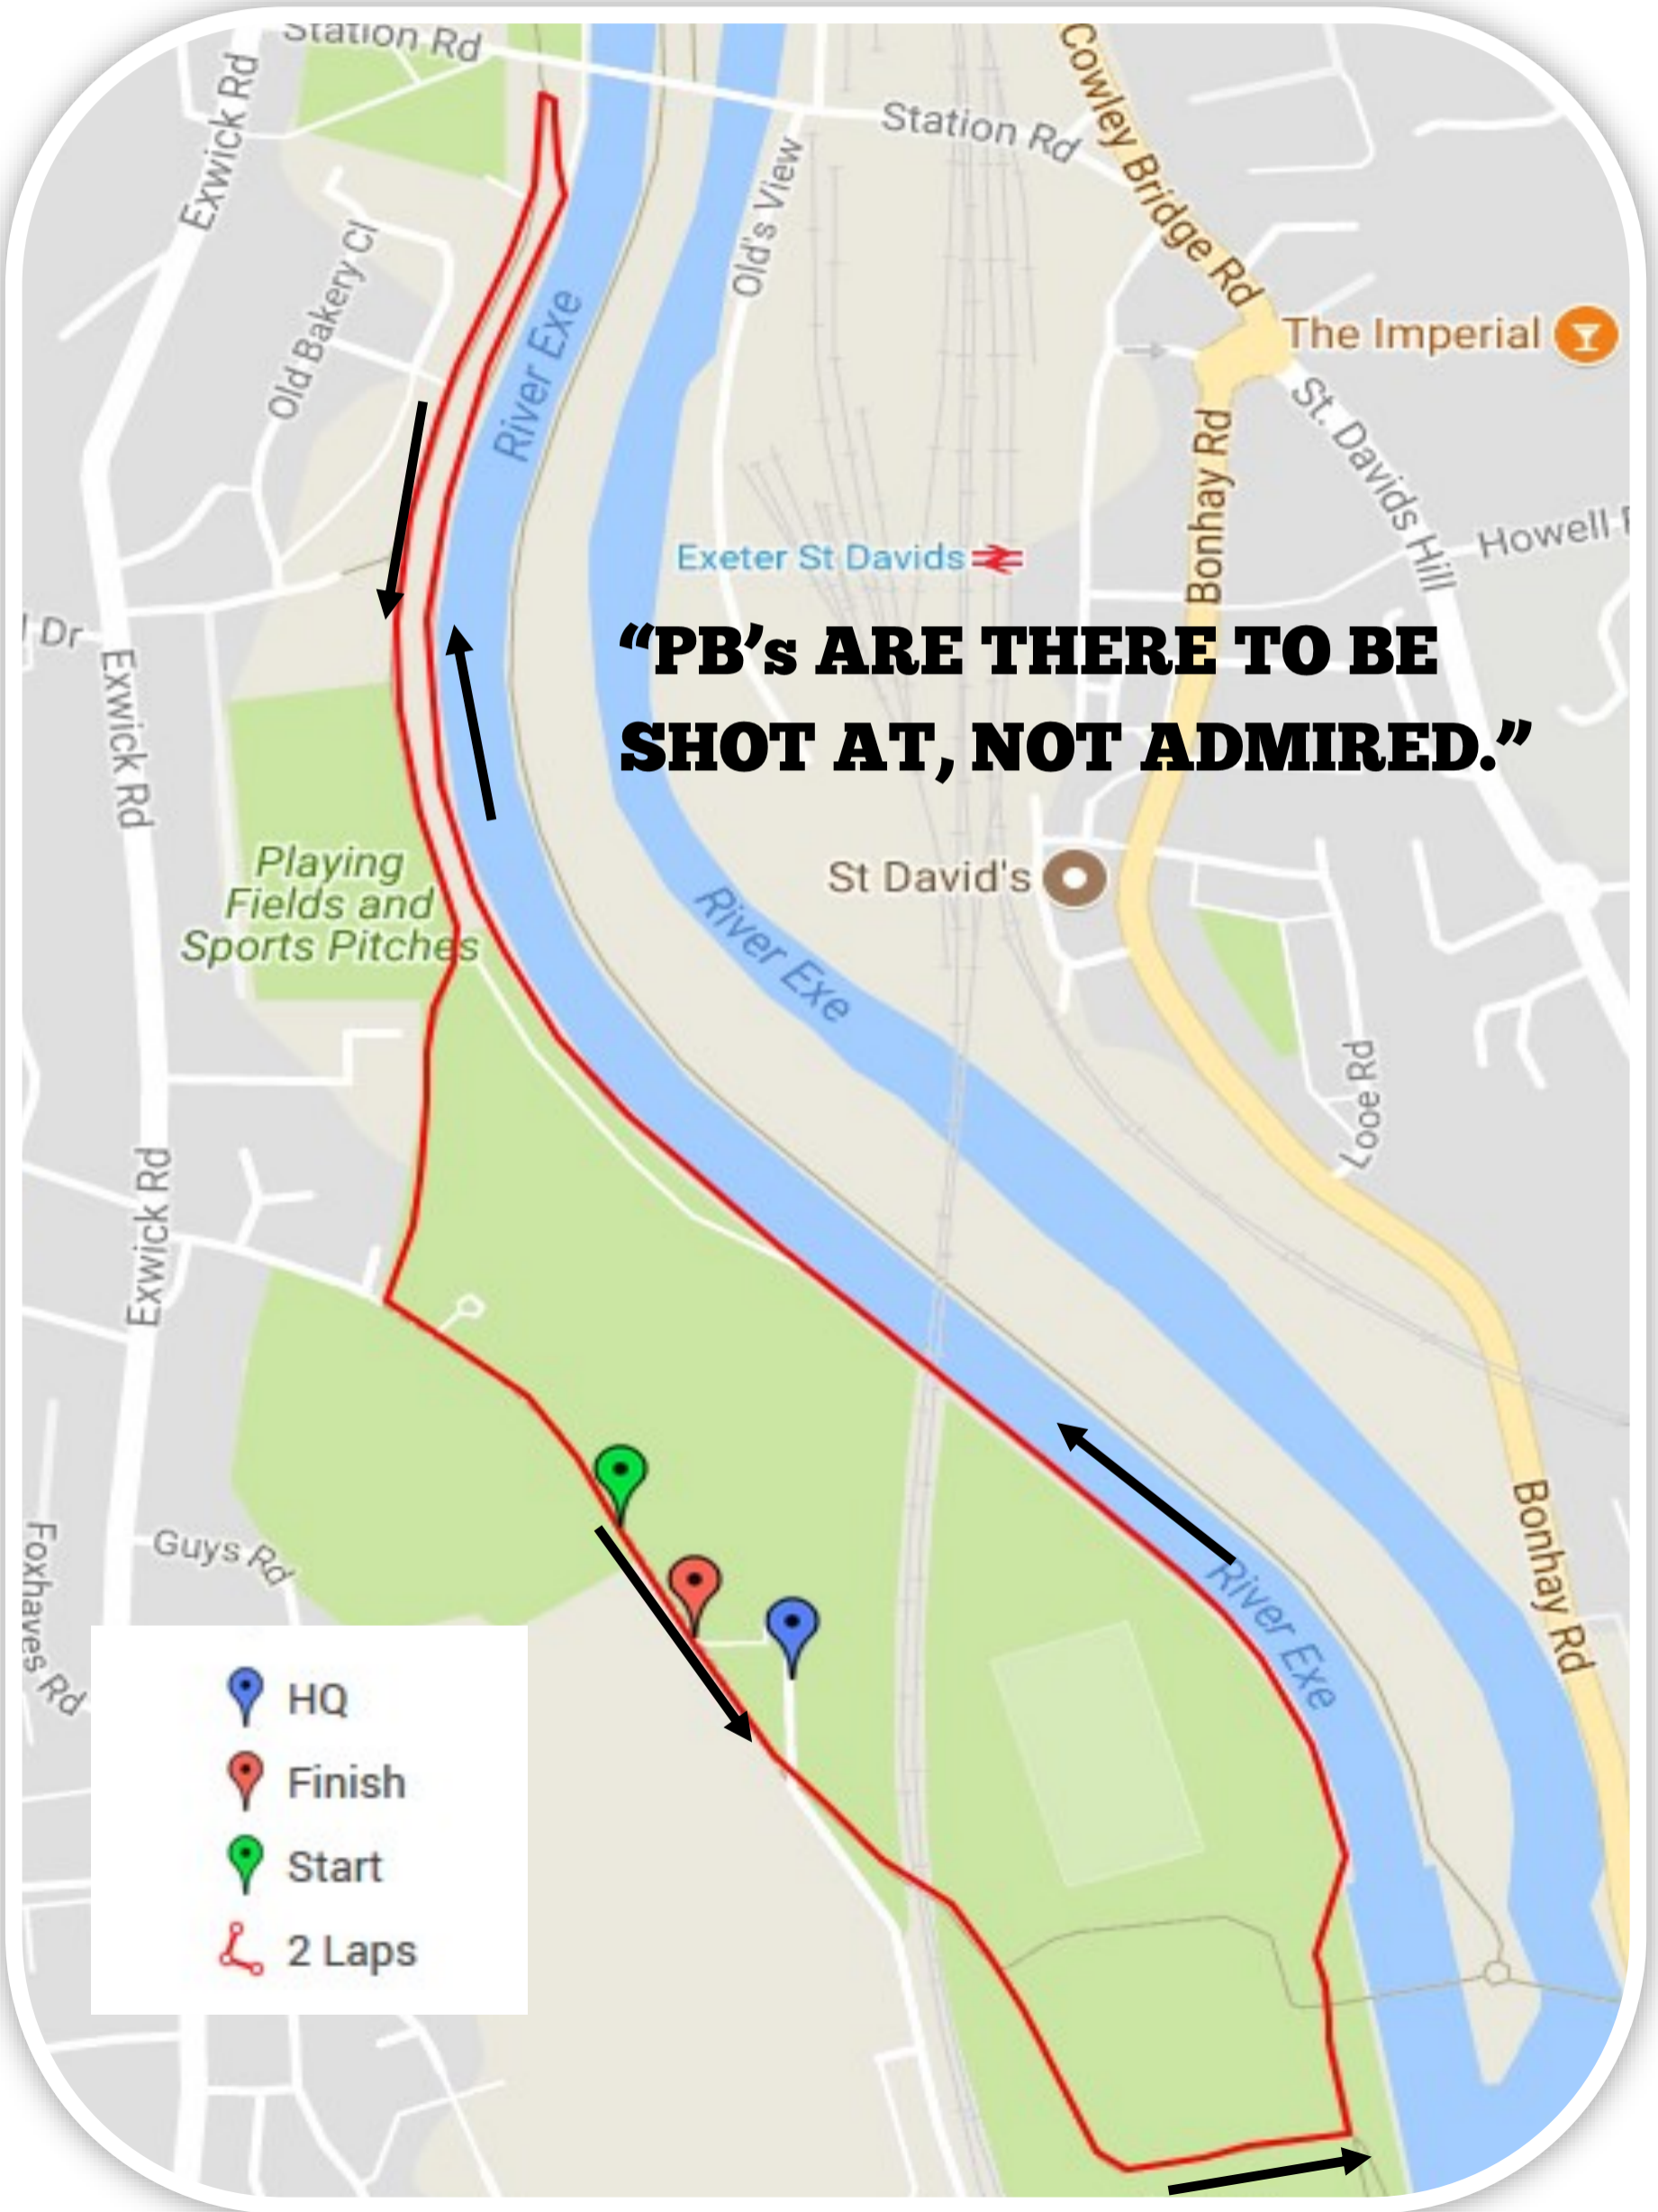 Station Rd
Exwick Rd
Station Rd
Cowley Bridge Rd
Old's View
Old Bakery Cl
River Exe
The Imperial
St. Davids Hill
Bonhay Rd
Howell
Exeter St Davids
Dr
“PB’s ARE THERE TO BE
SHOT AT, NOT ADMIRED.”
Exwick Rd
Playing
Fields and
Sports Pitches
St David's
River Exe
Looe Rd
Exwick Rd
Bonhay Rd
Guys Rd
Foxhaves Rd
River Exe
HQ
Finish
Start
2 Laps